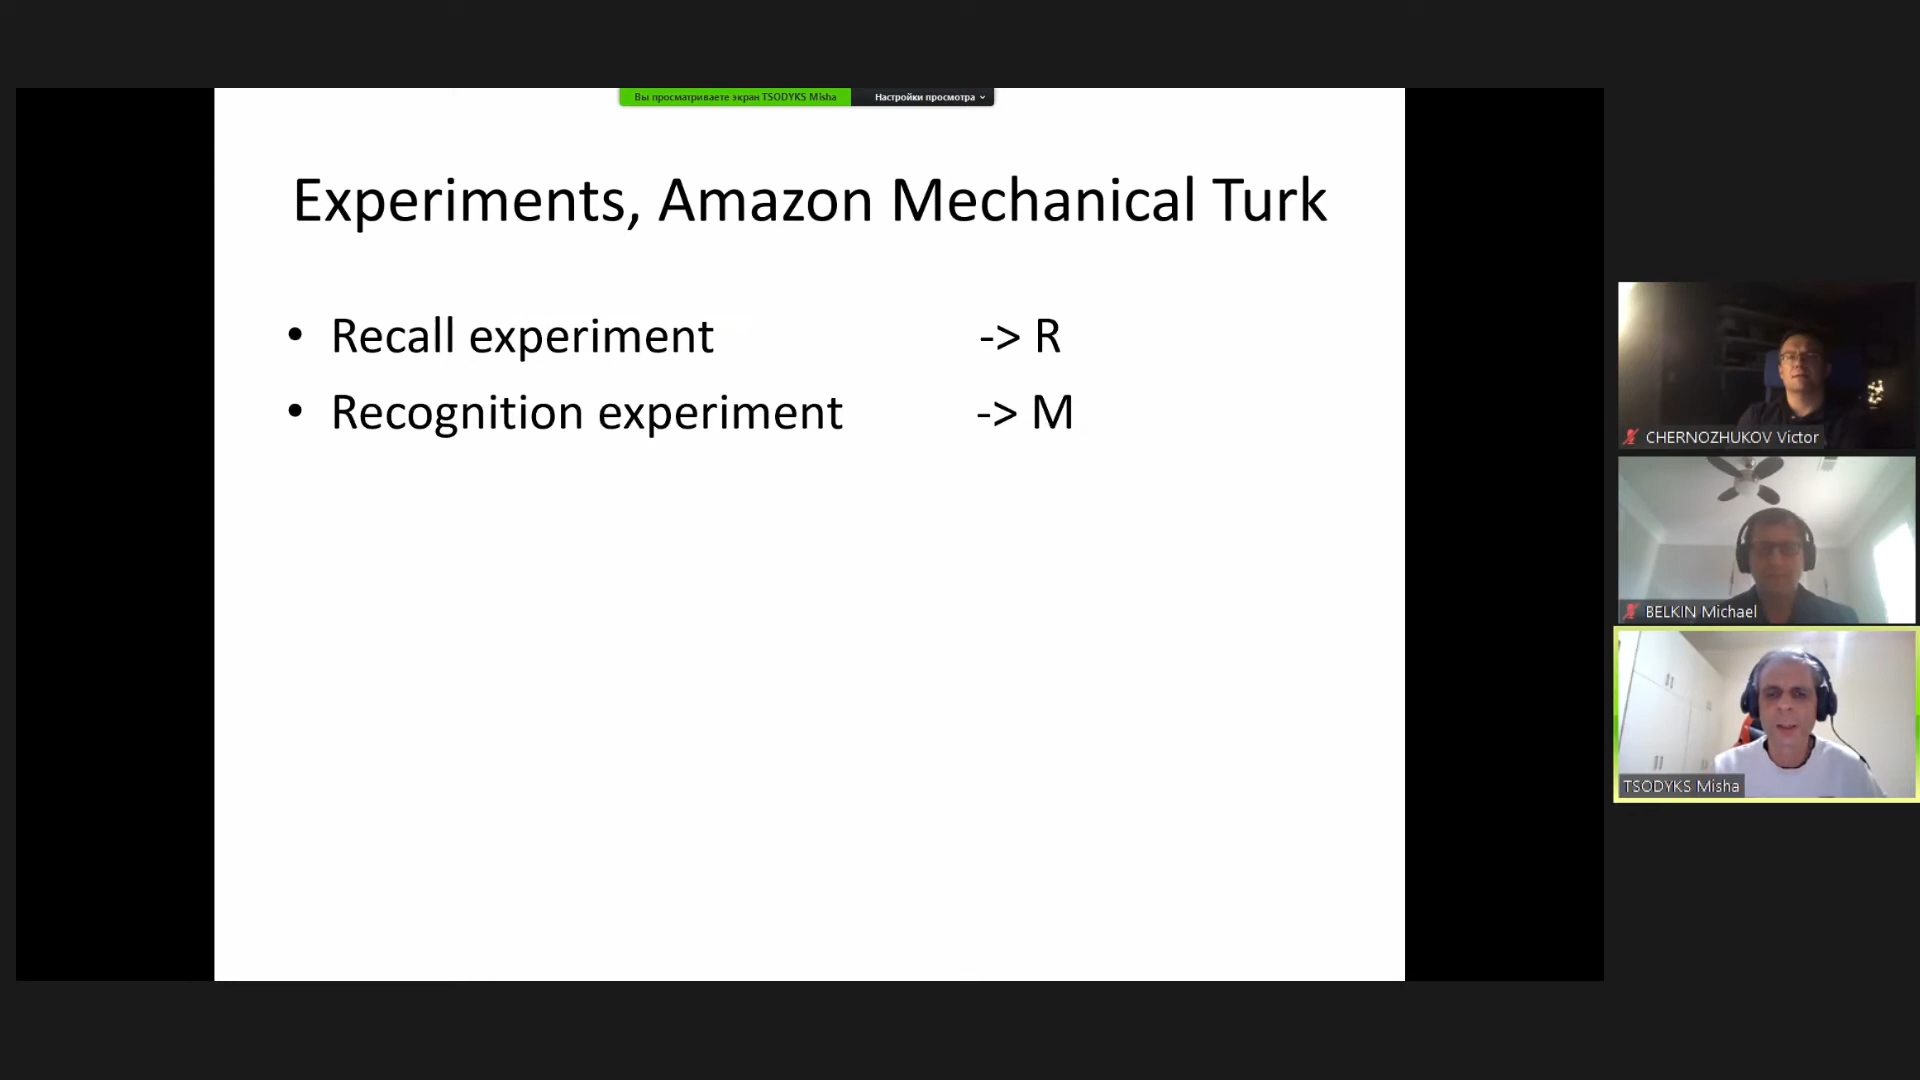 Вы просматриваете экран TSODYKS Misha
Настройки просмотра
Experiments, Amazon Mechanical Turk
• Recall experiment -> R
• Recognition experiment -> M
CHERNOZHUKOV Victor
BELKIN Michael
TSODYKS Misha